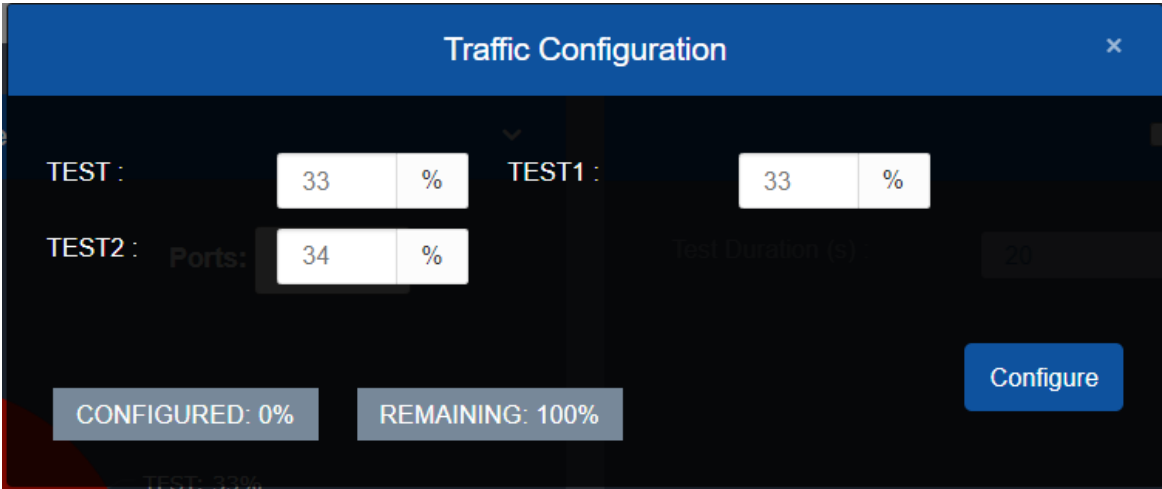 Traffic Configuration ×
TEST : 33 % TEST1 : 33 %
TEST2 : 34 %
Ports: Test Duration (s) 20
Configure
CONFIGURED: 0% REMAINING: 100%
TEST: 33%